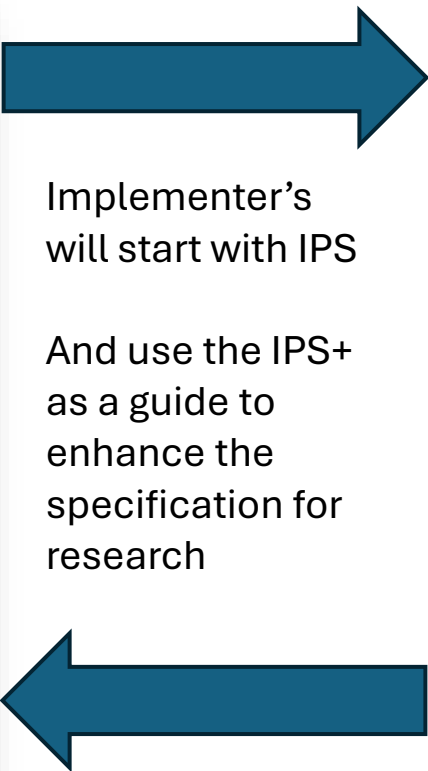 Implementer’s
will start with IPS
And use the IPS+
as a guide to
enhance the
specification for
research